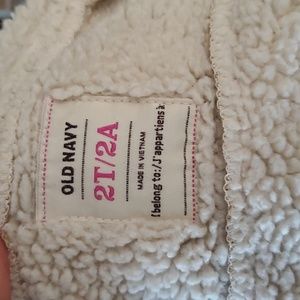 OLD NAVY
2T/2A
MADE IN VIETNAM
I belong to:/J'appartiens à: